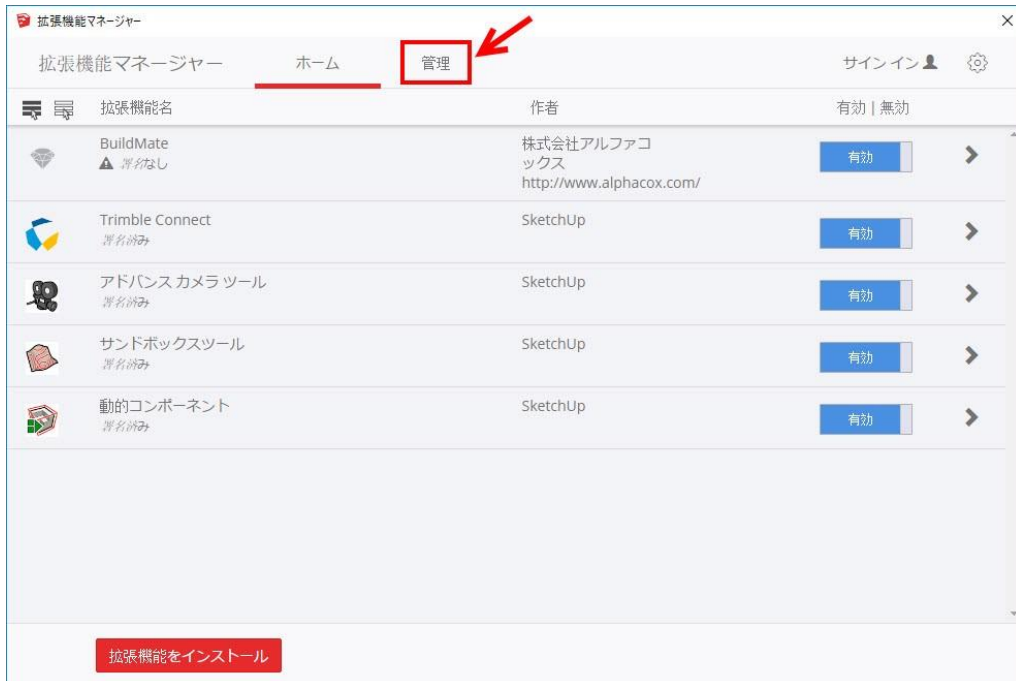 拡張機能マネージャー
拡張機能マネージャー ホーム 管理 サイン イン
拡張機能名 作者 有効 | 無効
BuildMate
署名なし
株式会社アルファコ
ックス
http://www.alphacox.com/
有効
Trimble Connect
署名済み
SketchUp
有効
アドバンス カメラ ツール
署名済み
SketchUp
有効
サンドボックスツール
署名済み
SketchUp
有効
動的コンポーネント
署名済み
SketchUp
有効
拡張機能をインストール